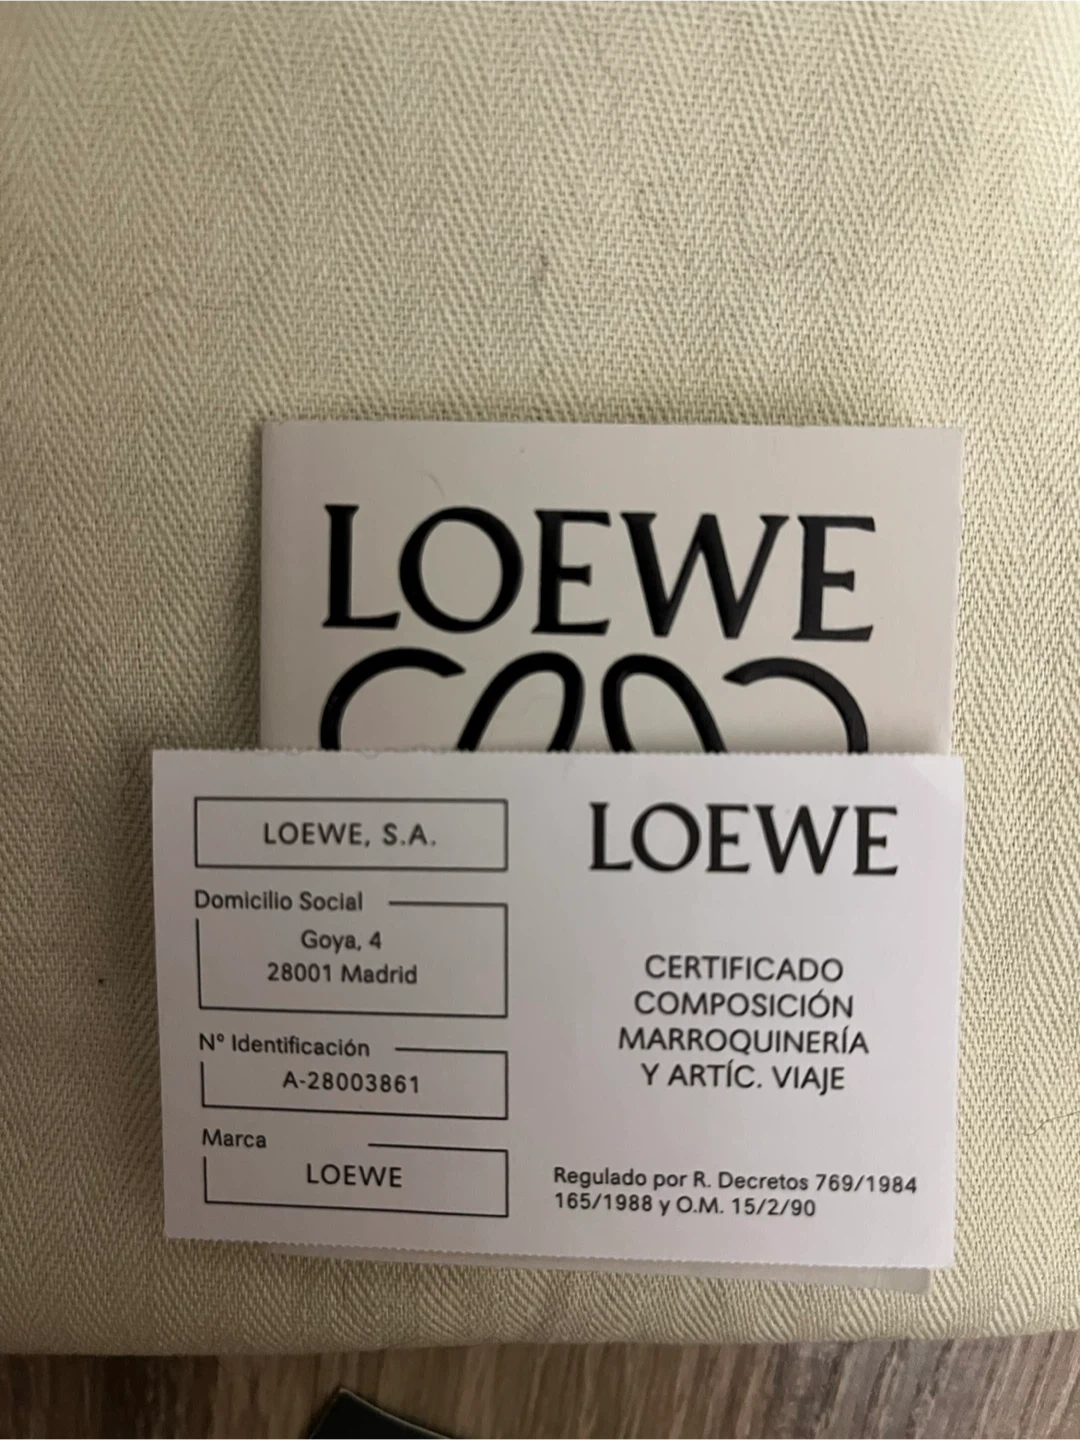 LOEWE
LOEWE, S.A.
Domicilio Social
Goya, 4
28001 Madrid
Nº Identificación
A-28003861
Marca
LOEWE
LOEWE
CERTIFICADO
COMPOSICIÓN
MARROQUINERÍA
Y ARTÍC. VIAJE
Regulado por R. Decretos 769/1984
165/1988 y O.M. 15/2/90